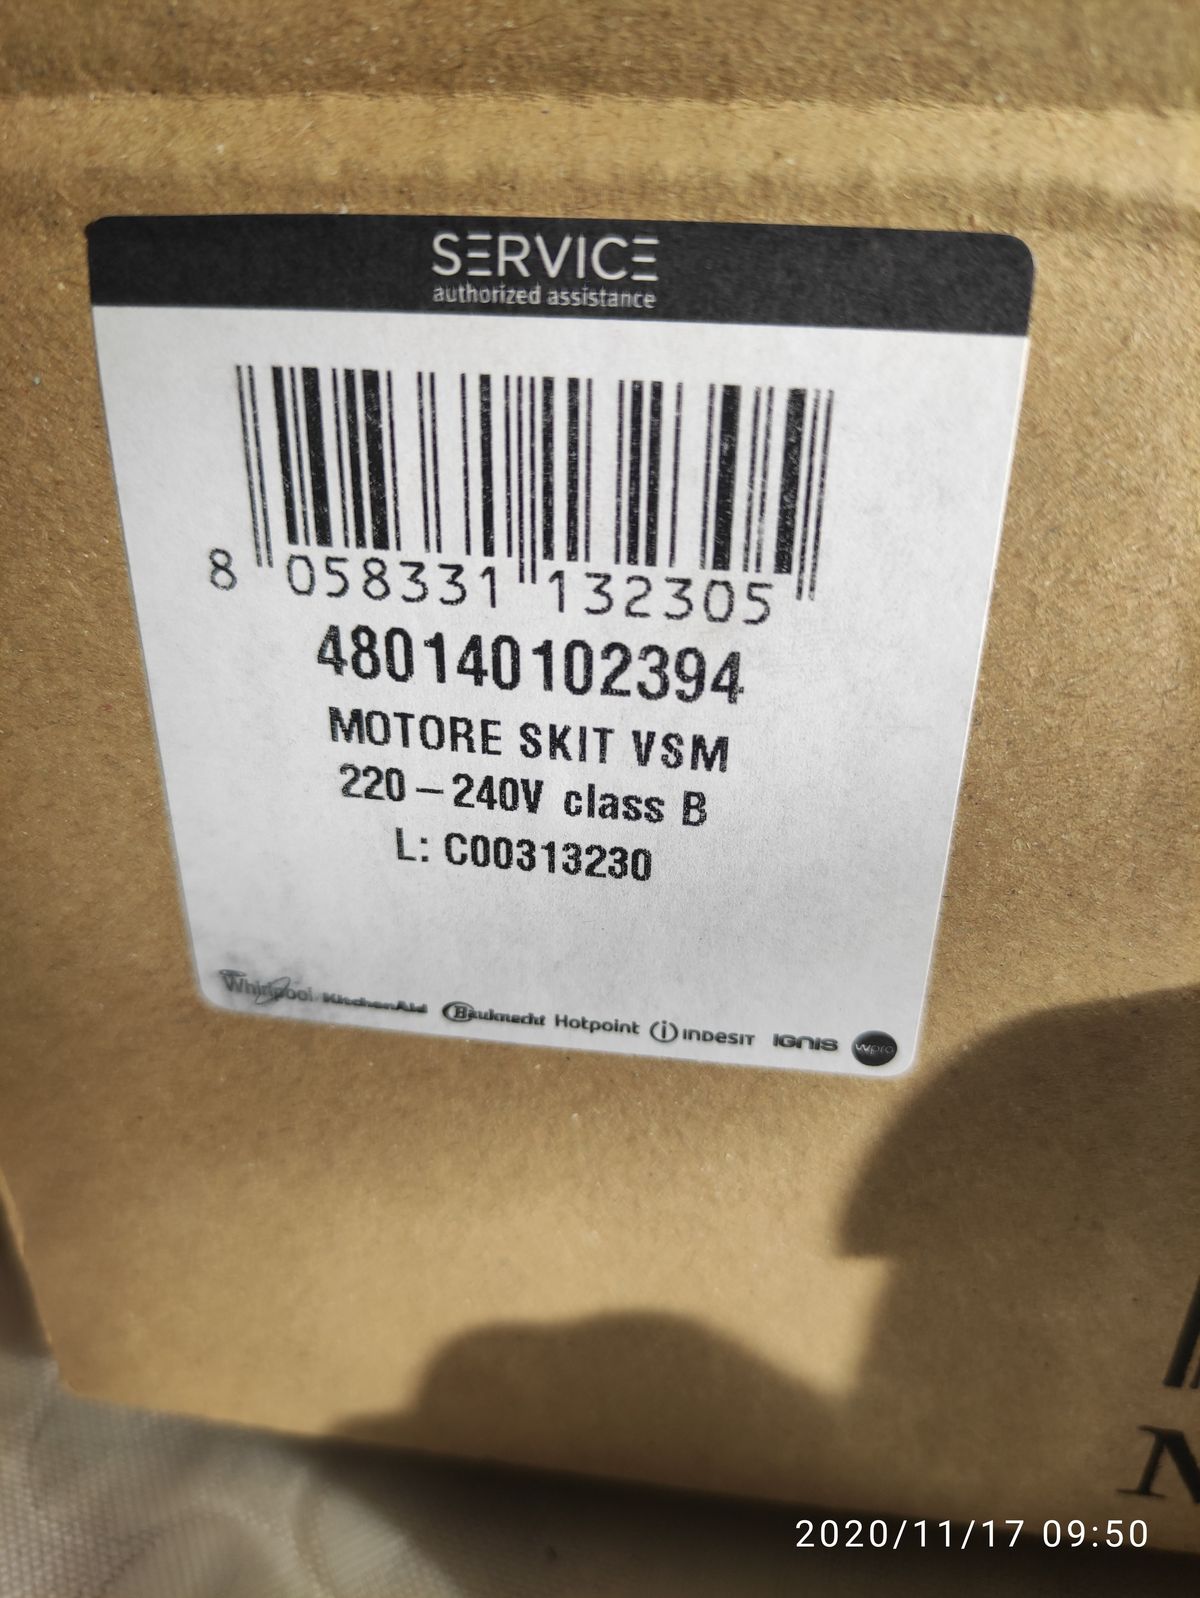 SERVICE
authorized assistance
8 058331 132305
480140102394
MOTORE SKIT VSM
220-240V class B
L: C00313230
Whirlpool KitchenAid Bauknecht Hotpoint indesit IGNIS wpro
N
2020/11/17 09:50